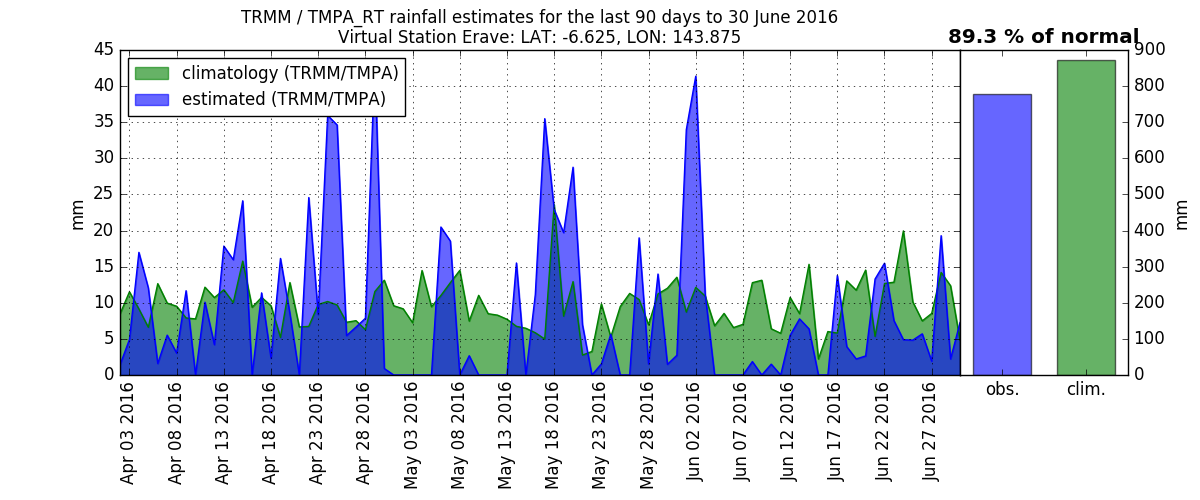 TRMM / TMPA_RT rainfall estimates for the last 90 days to 30 June 2016
Virtual Station Erave: LAT: -6.625, LON: 143.875
89.3 % of normal
climatology (TRMM/TMPA)
estimated (TRMM/TMPA)
mm
45
40
35
30
25
20
15
10
5
0
Apr 03 2016
Apr 08 2016
Apr 13 2016
Apr 18 2016
Apr 23 2016
Apr 28 2016
May 03 2016
May 08 2016
May 13 2016
May 18 2016
May 23 2016
May 28 2016
Jun 02 2016
Jun 07 2016
Jun 12 2016
Jun 17 2016
Jun 22 2016
Jun 27 2016
obs.
clim.
900
800
700
600
500
400
300
200
100
0
mm